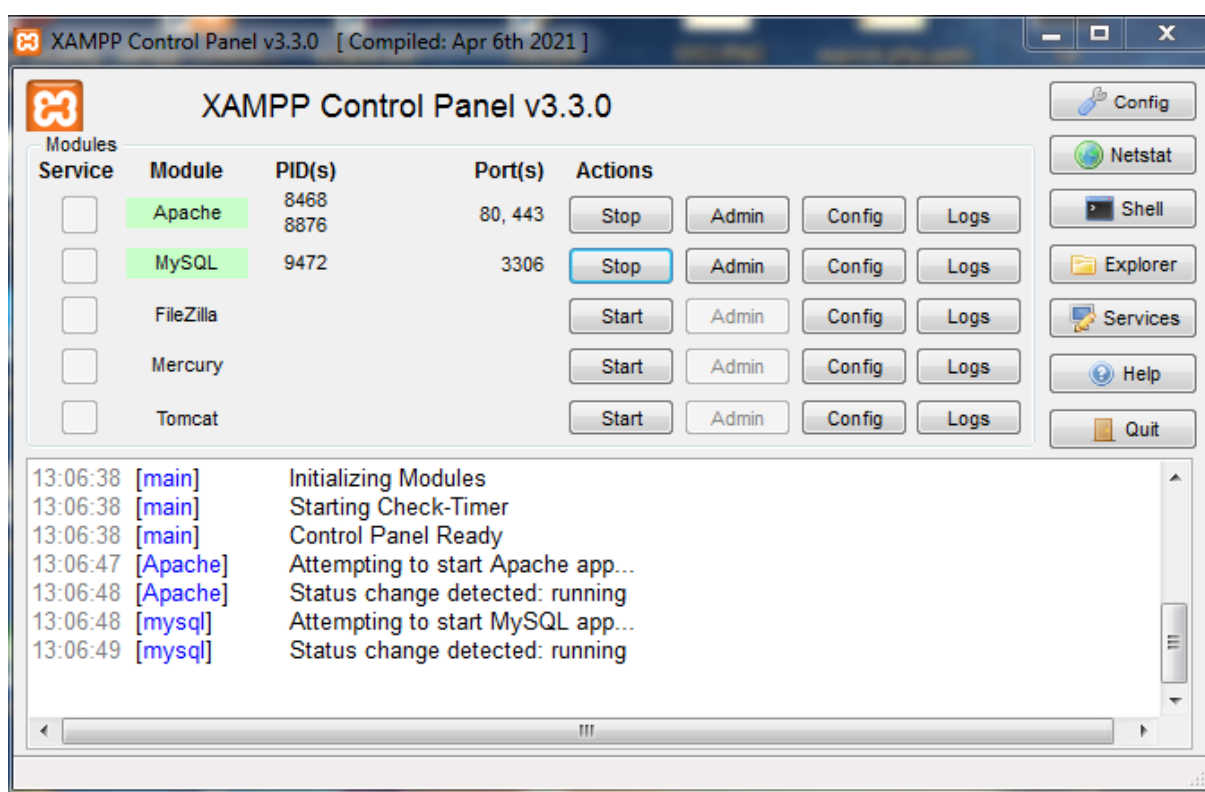 XAMPP Control Panel v3.3.0 [ Compiled: Apr 6th 2021 ]
XAMPP Control Panel v3.3.0
Config
Modules
Netstat
Service Module PID(s) Port(s) Actions
Apache 8468 8876 80, 443 Stop Admin Config Logs
Shell
MySQL 9472 3306 Stop Admin Config Logs
Explorer
FileZilla Start Admin Config Logs
Services
Mercury Start Admin Config Logs
Help
Tomcat Start Admin Config Logs
Quit
13:06:38 [main] Initializing Modules
13:06:38 [main] Starting Check-Timer
13:06:38 [main] Control Panel Ready
13:06:47 [Apache] Attempting to start Apache app...
13:06:48 [Apache] Status change detected: running
13:06:48 [mysql] Attempting to start MySQL app...
13:06:49 [mysql] Status change detected: running